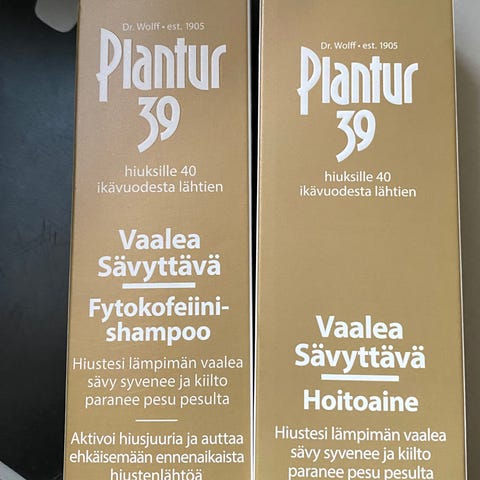 Dr. Wolff • est. 1905
Plantur
39
hiuksille 40
ikävuodesta lähtien
Vaalea
Sävyttävä
Fytokofeiini-
shampoo
Hiustesi lämpimän vaalea
sävy syvenee ja kiilto
paranee pesu pesulta
Aktivoi hiusjuuria ja auttaa
ehkäisemään ennenaikaista
hiustenlähtöä
Dr. Wolff • est. 1905
Plantur
39
hiuksille 40
ikävuodesta lähtien
Vaalea
Sävyttävä
Hoitoaine
Hiustesi lämpimän vaalea
sävy syvenee ja kiilto
paranee pesu pesulta